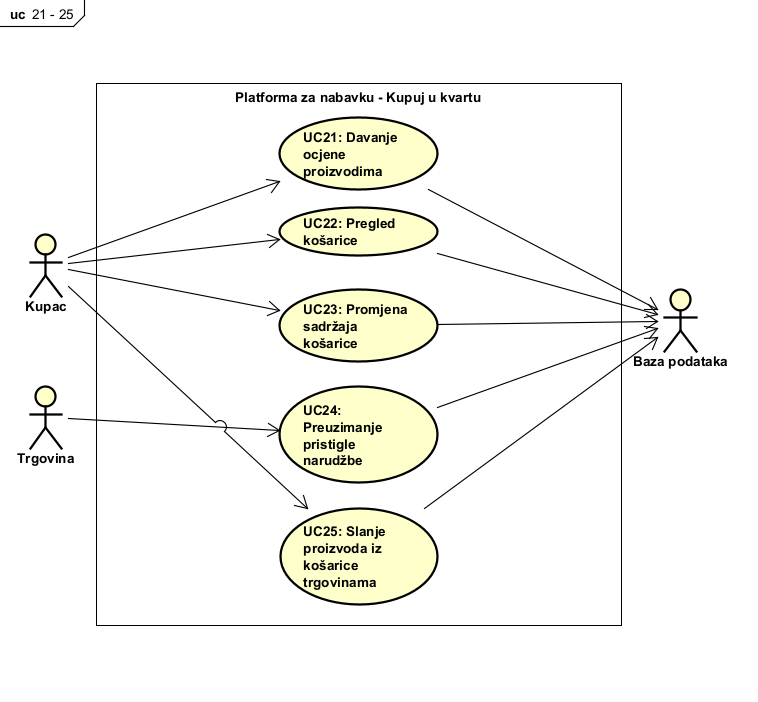 uc 21 - 25
Platforma za nabavku - Kupuj u kvartu
UC21: Davanje
ocjene
proizvodima
UC22: Pregled
košarice
Kupac
UC23: Promjena
sadržaja
košarice
Baza podataka
UC24:
Preuzimanje
pristigle
narudžbe
Trgovina
UC25: Slanje
proizvoda iz
košarice
trgovinama